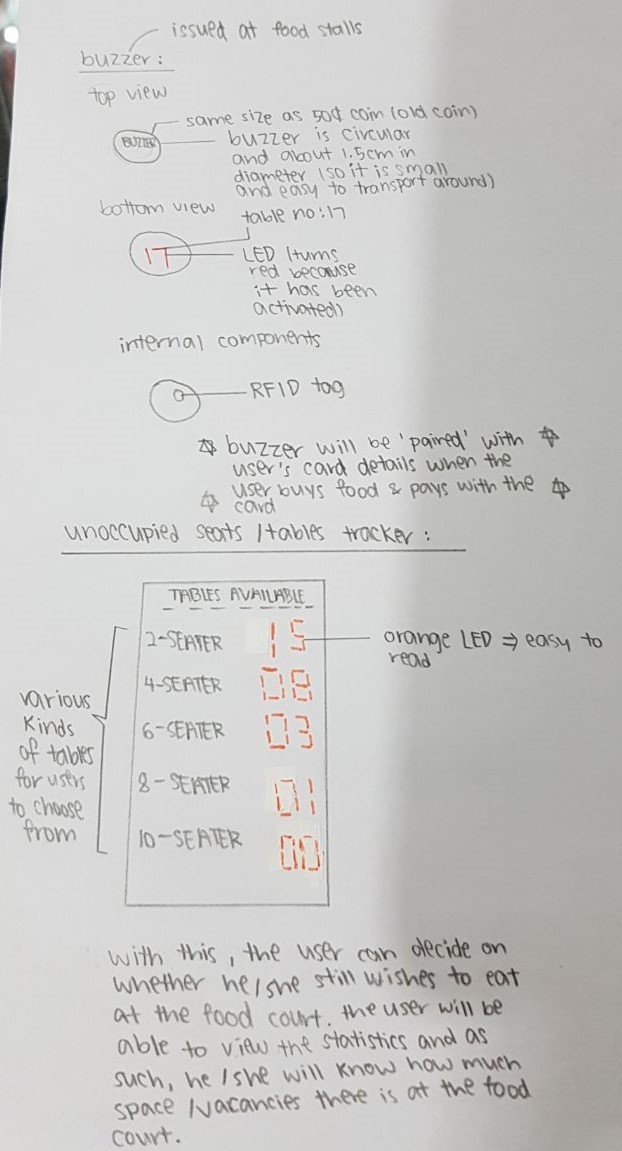 issued at food stalls
buzzer:
top view
same size as 50¢ coin (old coin)
BUZZER
buzzer is circular
and about 1.5cm in
diameter (so it is small
and easy to transport around)
bottom view
table no: 17
17
LED (turns
red because
it has been
activated)
internal components
RFID tag
buzzer will be 'paired' with
user's card details when the
user buys food & pays with the
card
unoccupied seats /tables tracker:
TABLES AVAILABLE
2-SEATER 15
orange LED ⇒ easy to
read
4-SEATER 08
6-SEATER 03
8-SEATER 01
10-SEATER 00
various
kinds
of tables
for users
to choose
from
with this, the user can decide on
whether he/she still wishes to eat
at the food court. the user will be
able to view the statistics and as
such, he/she will know how much
space /vacancies there is at the food
court.